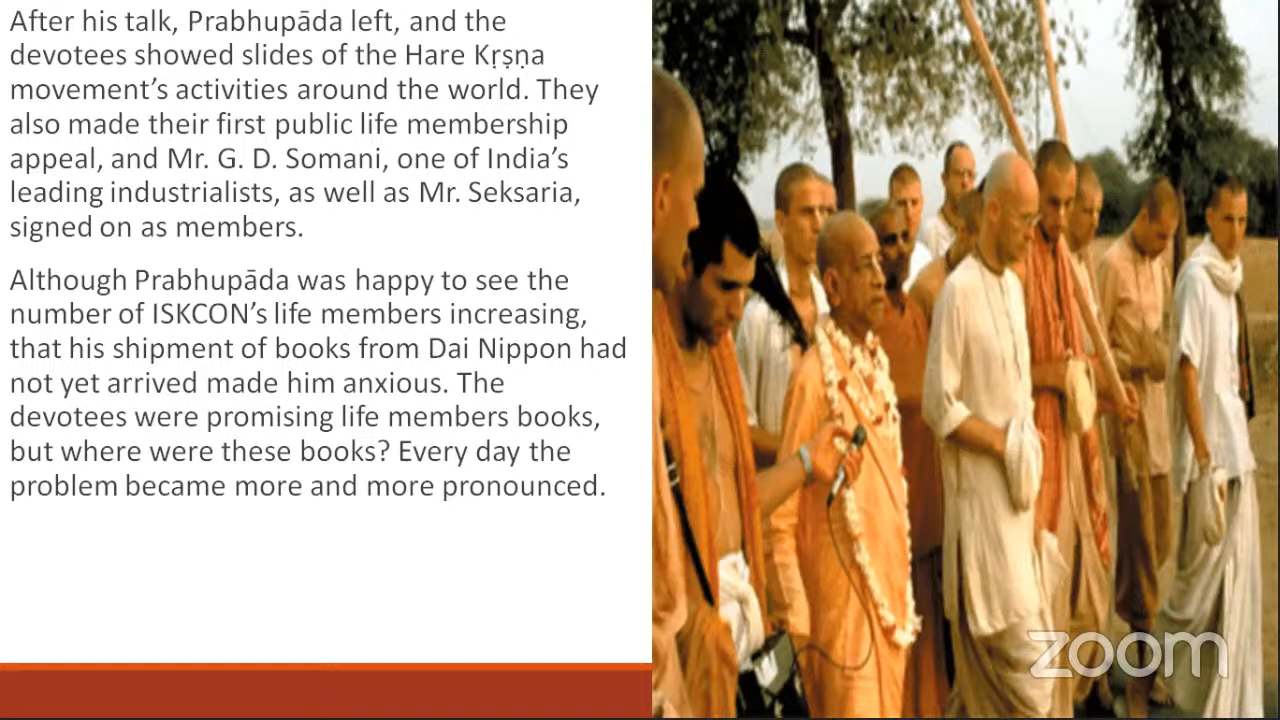 After his talk, Prabhupāda left, and the
devotees showed slides of the Hare Kṛṣṇa
movement’s activities around the world. They
also made their first public life membership
appeal, and Mr. G. D. Somani, one of India’s
leading industrialists, as well as Mr. Seksaria,
signed on as members.
Although Prabhupāda was happy to see the
number of ISKCON’s life members increasing,
that his shipment of books from Dai Nippon had
not yet arrived made him anxious. The
devotees were promising life members books,
but where were these books? Every day the
problem became more and more pronounced.
zoom